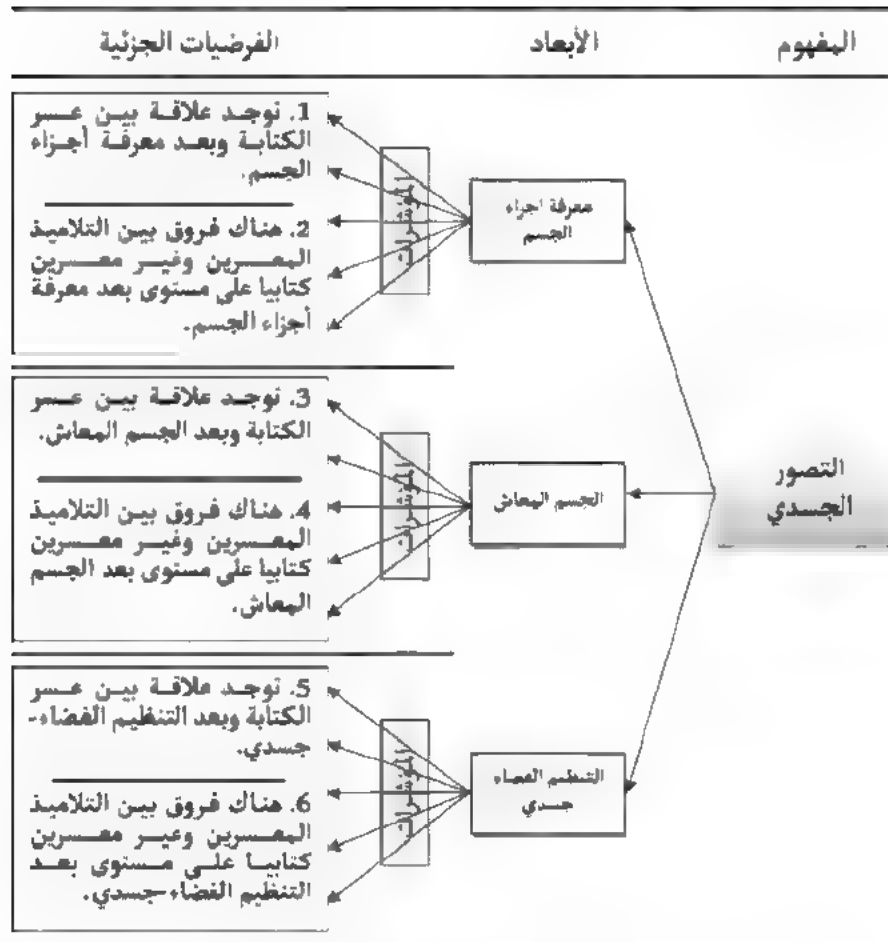 المفهوم
الأبعاد
الفرضيات الجزئية
التصور
الجسدي
معرفة اجزاء
الجسم
المؤشرات
1. توجد علاقة بين عسر
الكتابة وبعد معرفة أجزاء
الجسم.
2. هناك فروق بين التلاميذ
المعسرين وغير معسرين
كتابيا على مستوى بعد معرفة
أجزاء الجسم.
الجسم المعاش
المؤشرات
3. توجد علاقة بين عسر
الكتابة وبعد الجسم المعاش.
4. هناك فروق بين التلاميذ
المعسرين وغير معسرين
كتابيا على مستوى بعد الجسم
المعاش.
التنظيم الفضاء
جسدي
المؤشرات
5. توجد علاقة بين عسر
الكتابة وبعد التنظيم الفضاء-
جسدي.
6. هناك فروق بين التلاميذ
المعسرين وغير معسرين
كتابيا على مستوى بعد
التنظيم الفضاء-جسدي.